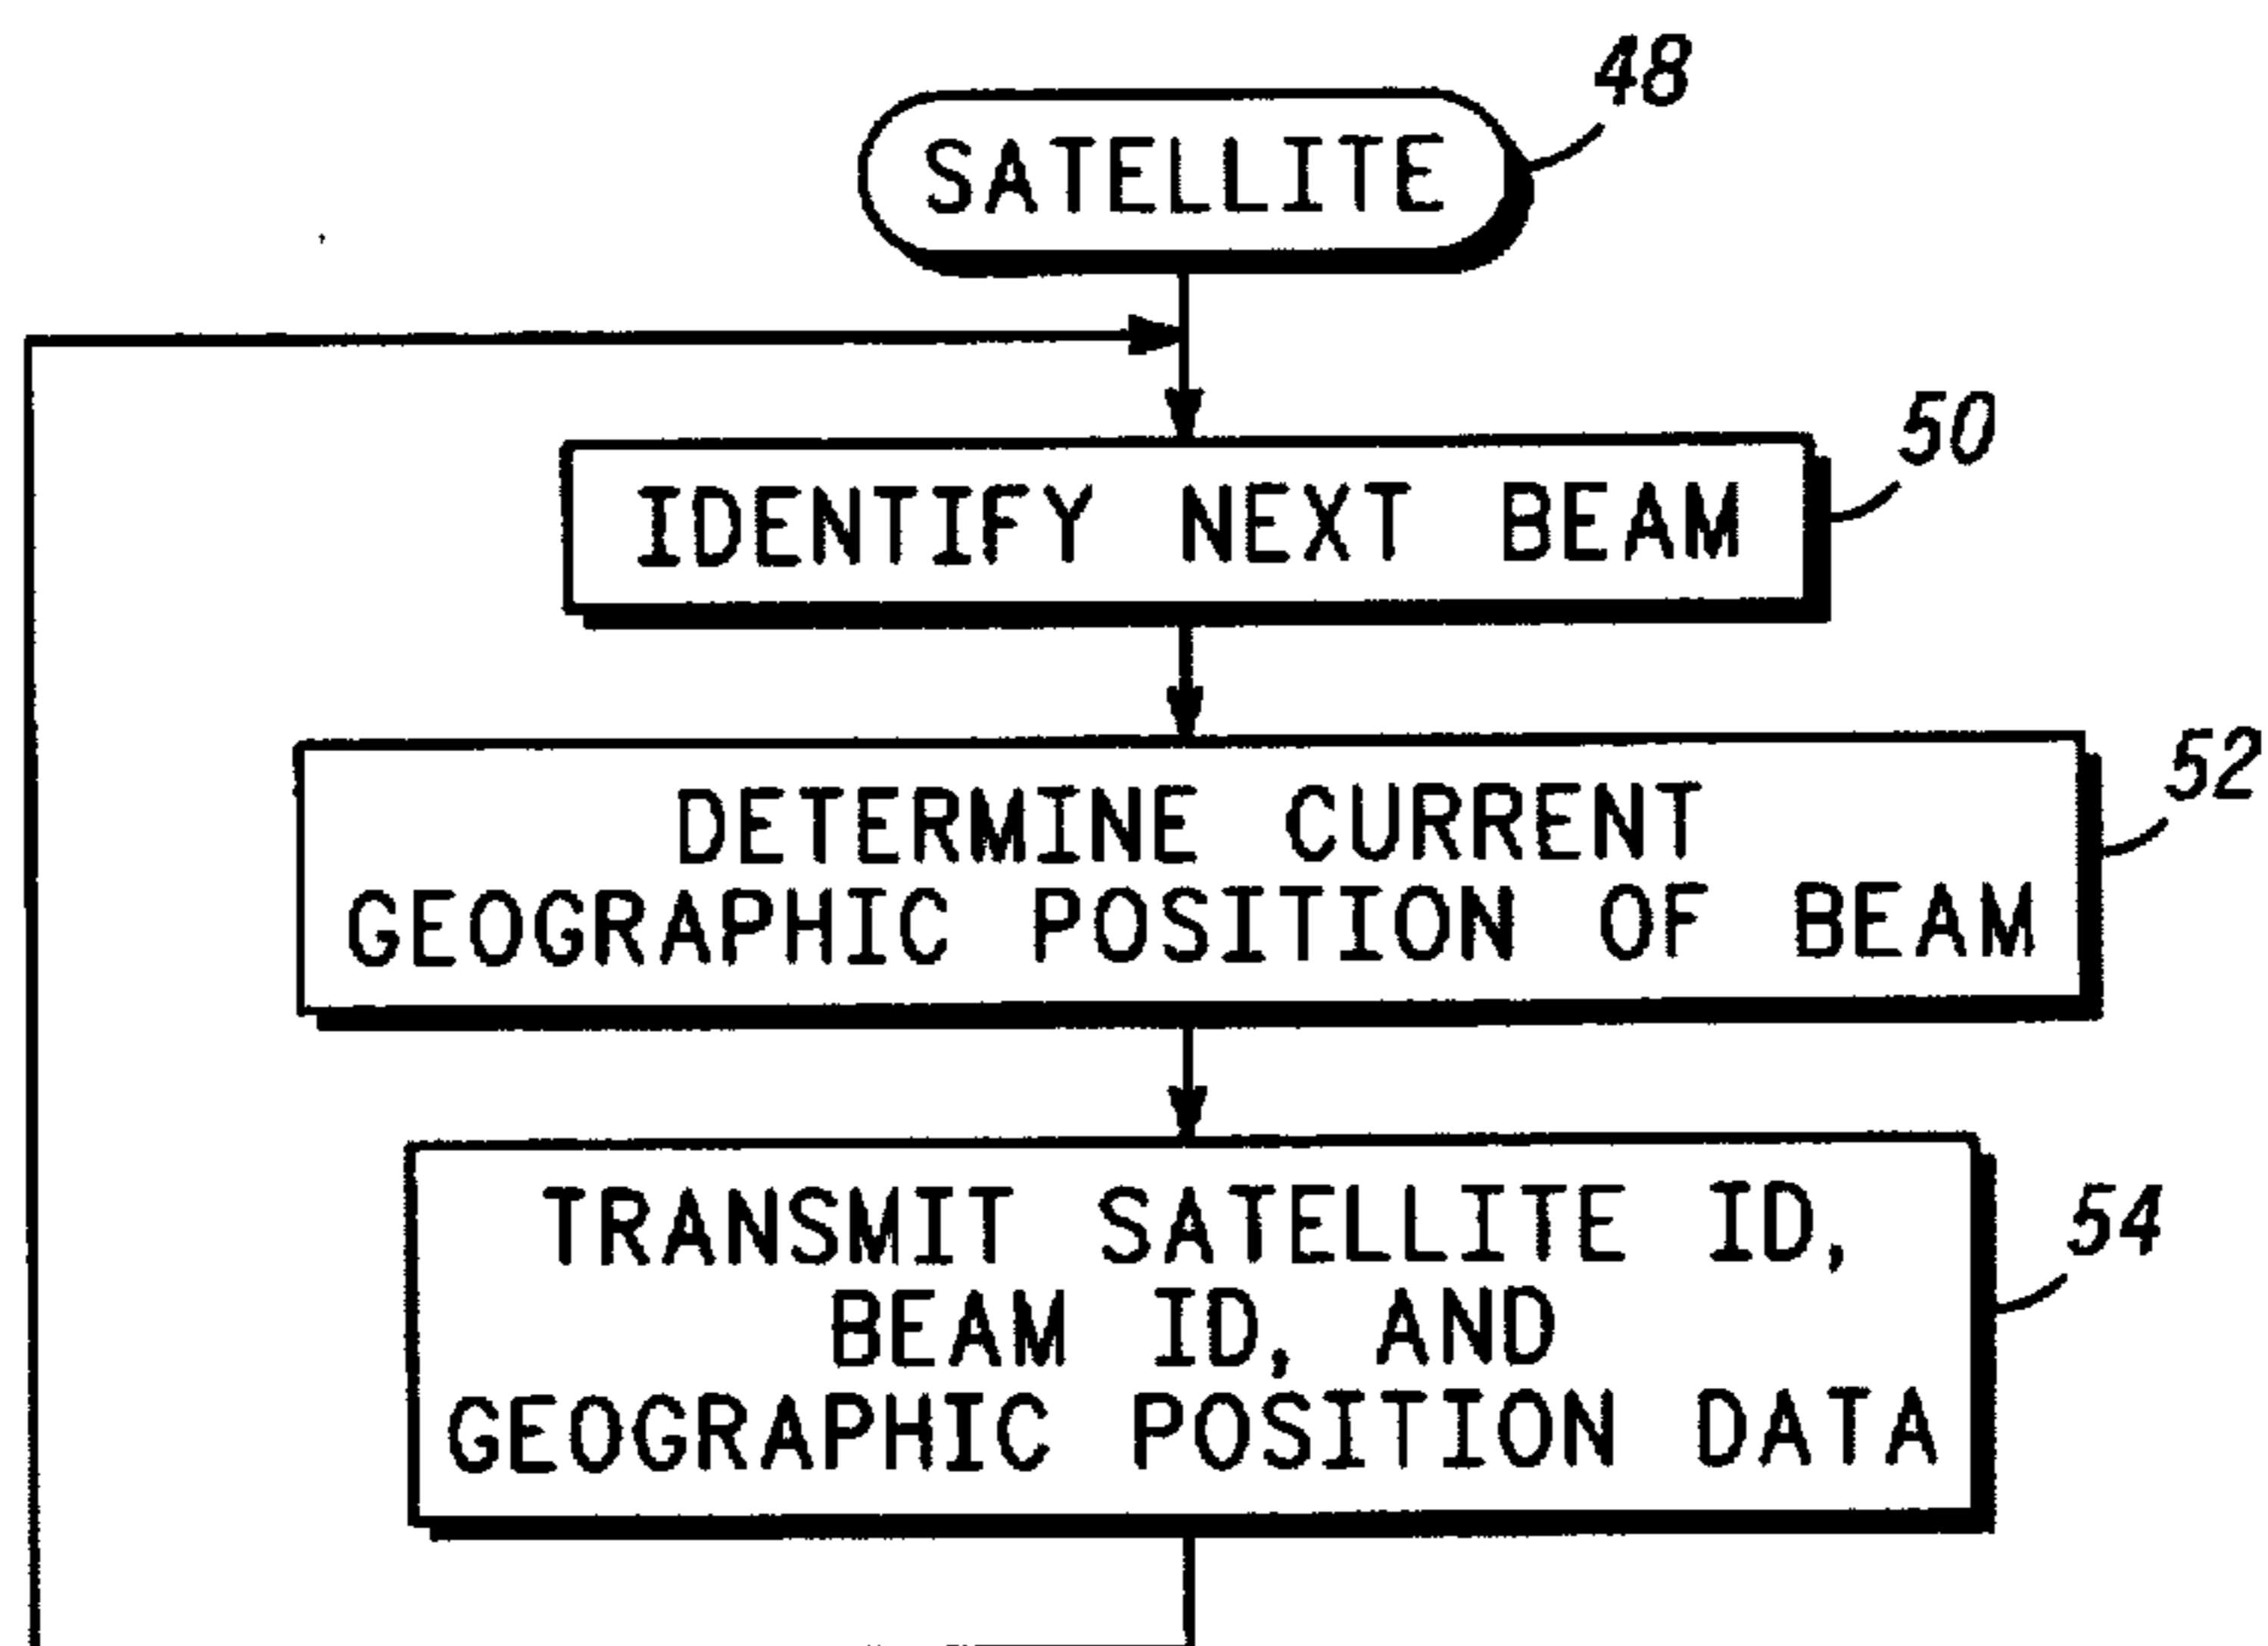 48
SATELLITE
50
IDENTIFY NEXT BEAM
52
DETERMINE CURRENT
GEOGRAPHIC POSITION OF BEAM
54
TRANSMIT SATELLITE ID,
BEAM ID, AND
GEOGRAPHIC POSITION DATA